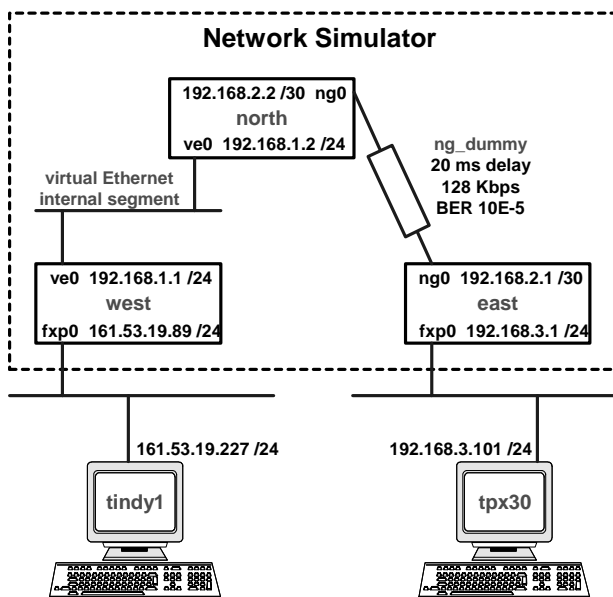 Network Simulator
192.168.2.2 /30 ng0
north
ve0 192.168.1.2 /24
ng_dummy
20 ms delay
128 Kbps
BER 10E-5
virtual Ethernet
internal segment
ve0 192.168.1.1 /24
west
fxp0 161.53.19.89 /24
ng0 192.168.2.1 /30
east
fxp0 192.168.3.1 /24
161.53.19.227 /24
192.168.3.101 /24
tindy1
tpx30